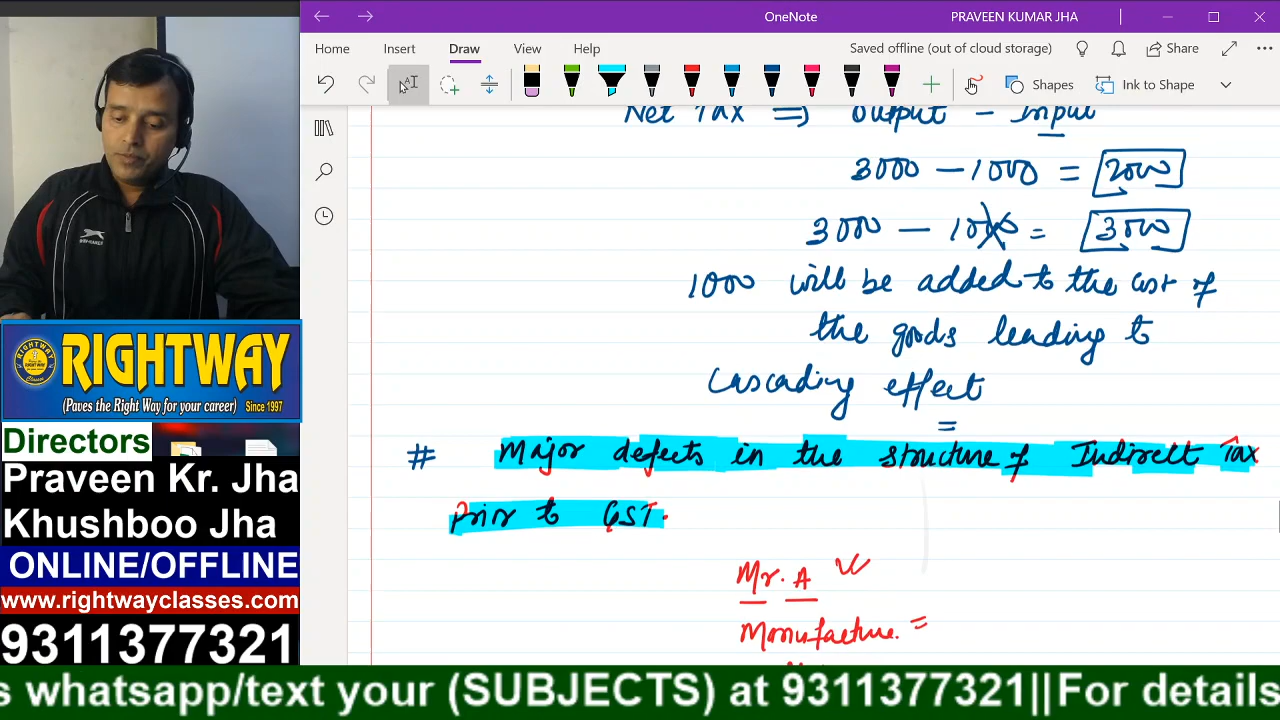 OneNote
PRAVEEN KUMAR JHA
Home Insert Draw View Help
Saved offline (out of cloud storage)
Share
Shapes
Ink to Shape
Net Tax ⇒ Output - Input
3000 - 1000 = 2000
3000 - 1000 = 3000
1000 will be added to the cost of
the goods leading to
Cascading effect
=
# Major defects in the structure of Indirect Tax
Prior to GST.
Mr. A
Manufacture. =
RIGHTWAY
(Paves the Right Way for your career) Since 1997
Directors
Praveen Kr. Jha
Khushboo Jha
ONLINE/OFFLINE
www.rightwayclasses.com
9311377321
s whatsapp/text your (SUBJECTS) at 9311377321||For details